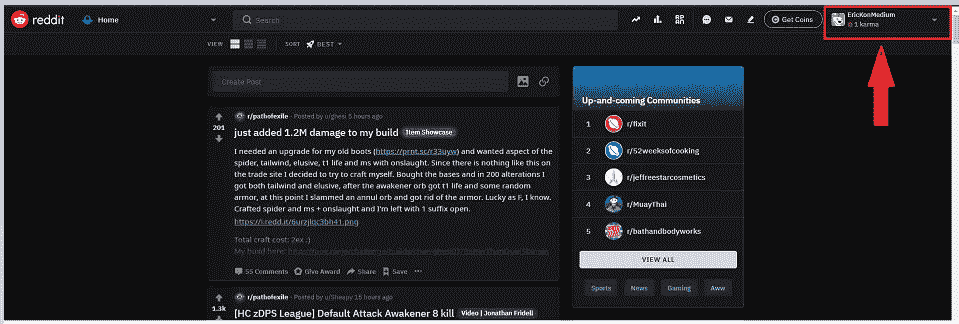 reddit
Home
Search
Get Coins
EricKonMedium
1 karma
VIEW
SORT
BEST
Create Post
201
r/pathofexile · Posted by u/ghesi 5 hours ago
just added 1.2M damage to my build Item Showcase
I needed an upgrade for my old boots (https://prnt.sc/r33uyw) and wanted aspect of the
spider, tailwind, elusive, t1 life and ms with onslaught. Since there is nothing like this on
the trade site I decided to try to craft myself. Bought the bases and in 200 alterations I
got both tailwind and elusive, after the awakener orb got t1 life and some random
armor, at this point I slammed an annul orb and got rid of the armor. Lucky as F, I know.
Crafted spider and ms + onslaught and I'm left with 1 suffix open.
https://i.redd.it/6urzjlqc3bh41.png
Total craft cost: 2ex :)
My build here:
55 Comments
Give Award
Share
Save
1.3k
r/pathofexile · Posted by u/Sheapy 15 hours ago
[HC zDPS League] Default Attack Awakener 8 kill Video | Jonathan Fridell
Up-and-coming Communities
1 r/fixit
2 r/52weeksofcooking
3 r/jeffreestarcosmetics
4 r/MuayThai
5 r/bathandbodyworks
VIEW ALL
Sports
News
Gaming
Aww